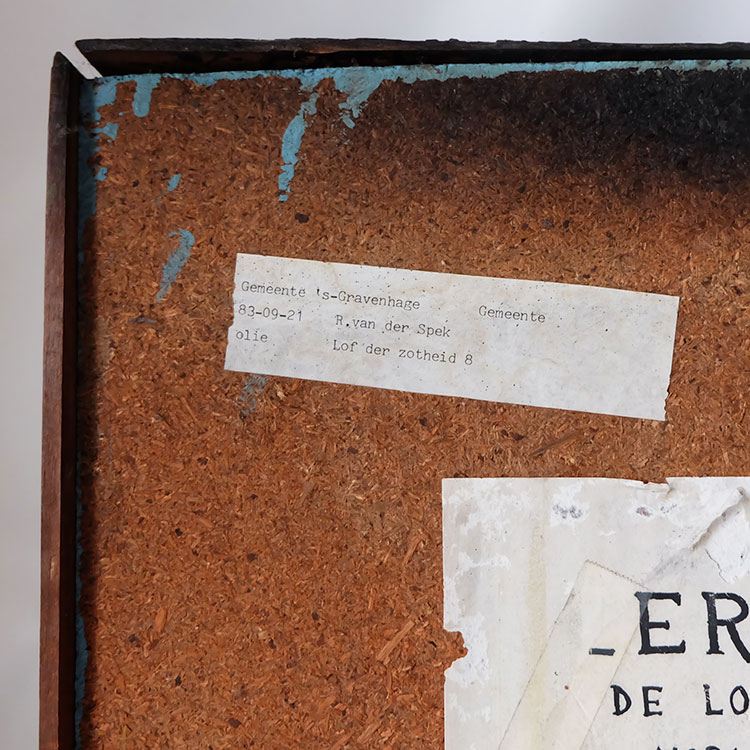 Gemeente 's-Gravenhage Gemeente
83-09-21 R.van der Spek
olie Lof der zotheid 8
ER
DE LO